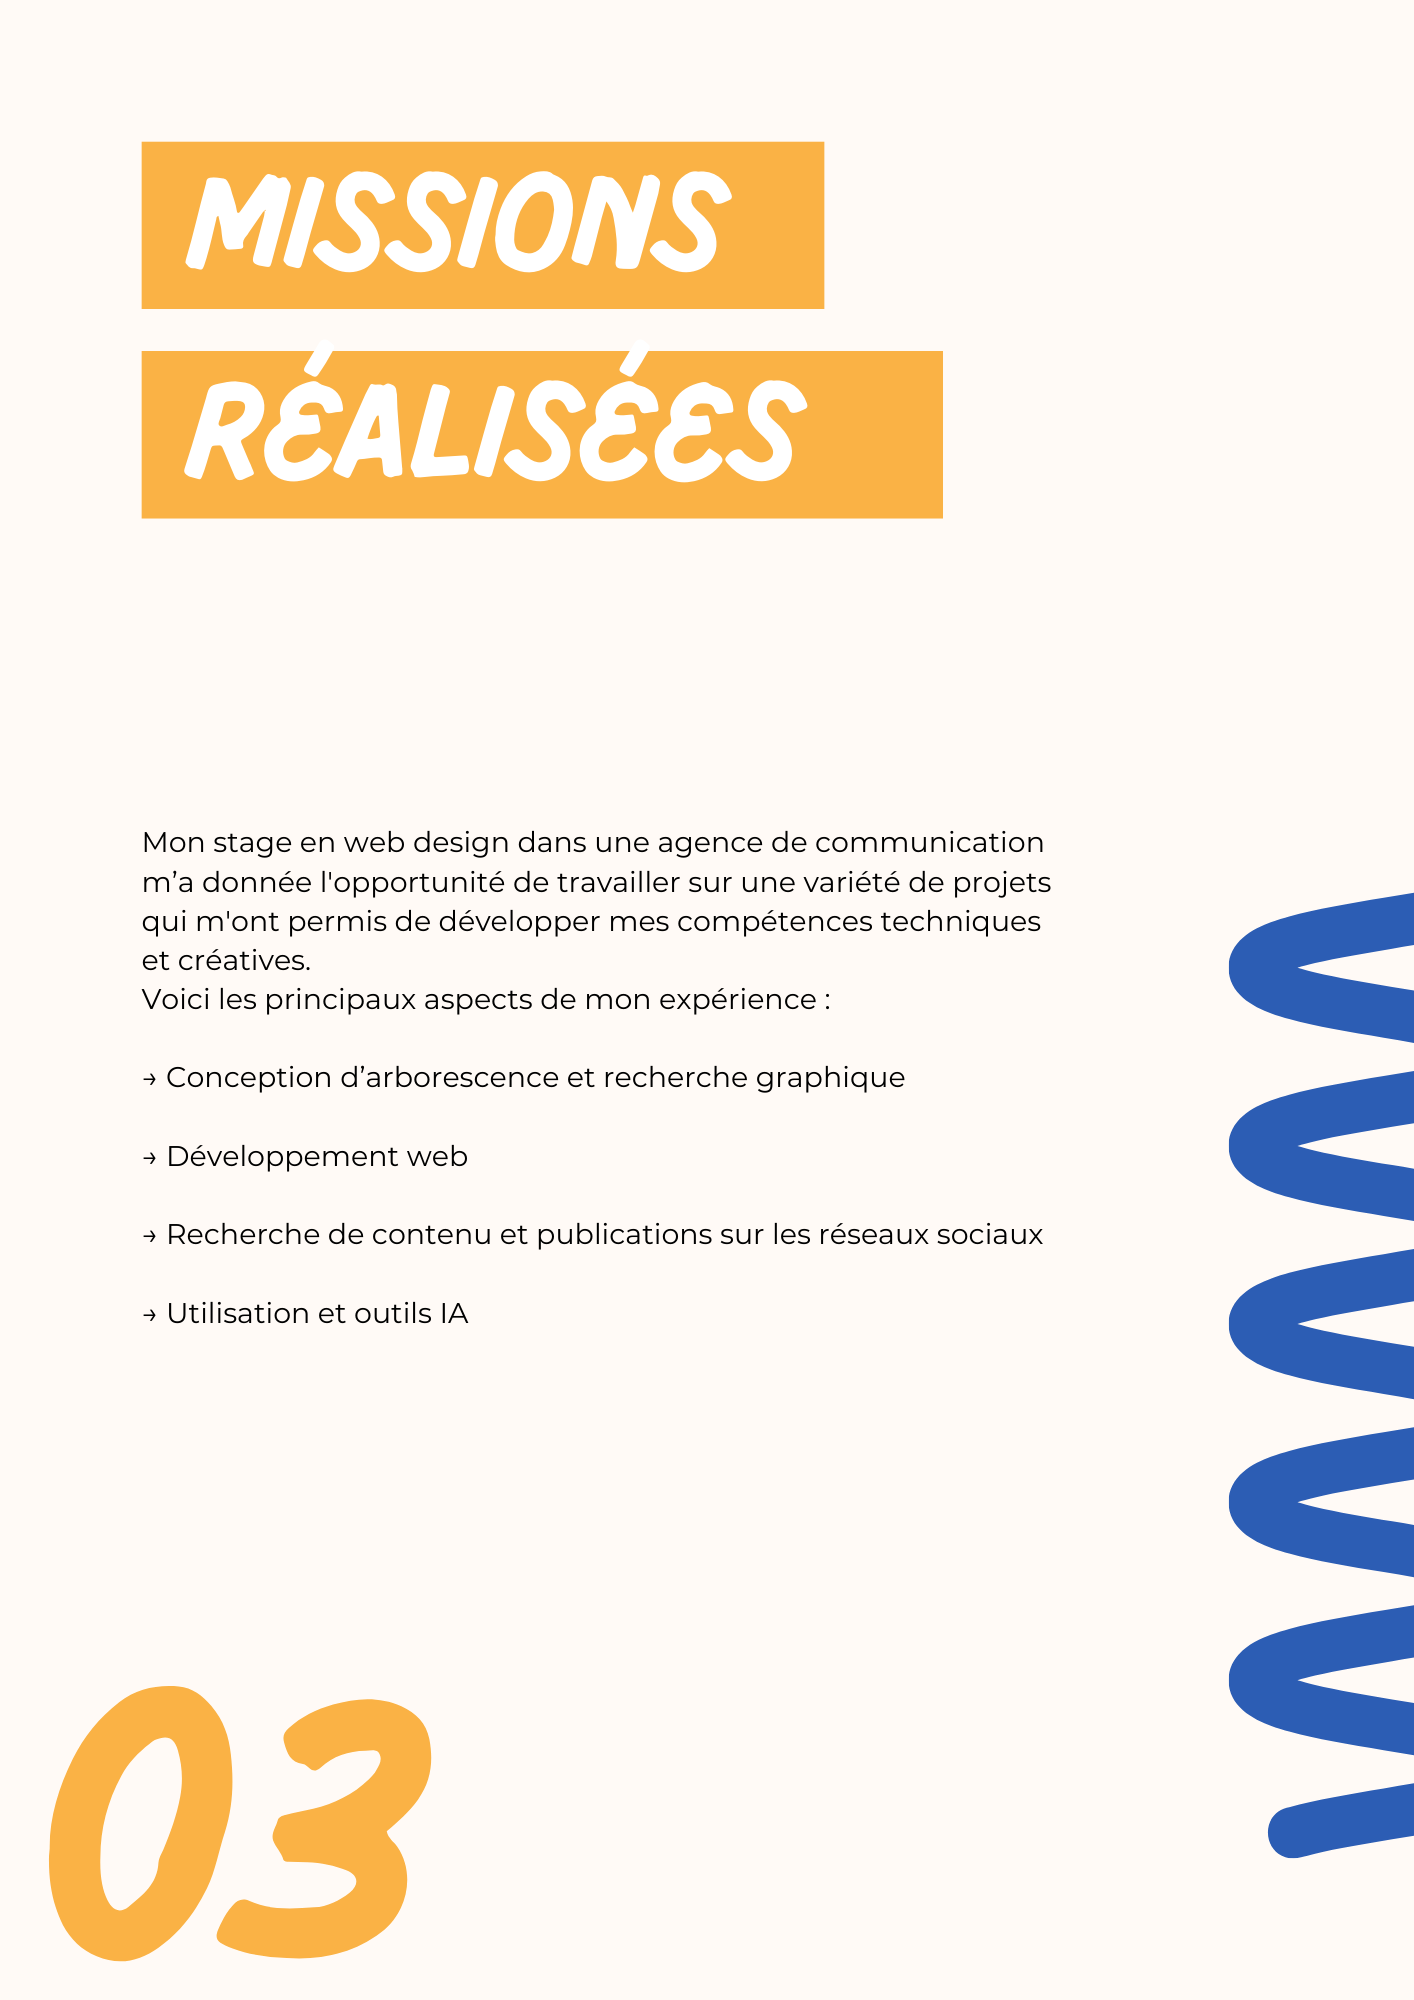 MISSIONS
RÉALISÉES
Mon stage en web design dans une agence de communication
m’a donnée l'opportunité de travailler sur une variété de projets
qui m'ont permis de développer mes compétences techniques
et créatives.
Voici les principaux aspects de mon expérience :
→ Conception d’arborescence et recherche graphique
→ Développement web
→ Recherche de contenu et publications sur les réseaux sociaux
→ Utilisation et outils IA
03